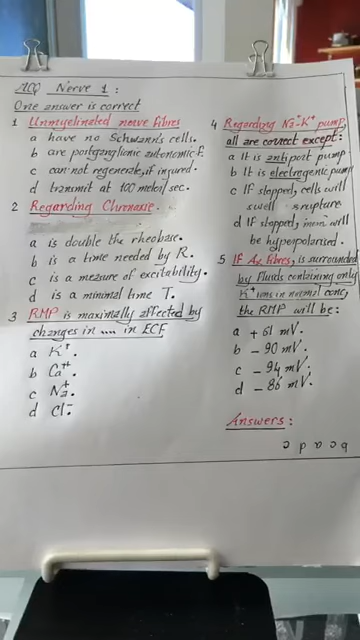 MCQ Nerve 1:
One answer is correct
1 Unmyelinated nerve fibres
a have no Schwann's cells.
b are postganglionic autonomic f.
c can not regenerate, if injured.
d transmit at 100 meter/sec.
2 Regarding Chronaxie.
a is double the rheobase.
b is a time needed by R.
c is a measure of excitability.
d is a minimal time T.
3 RMP is maximally affected by
changes in .... in ECF
a K⁺.
b Ca⁺⁺.
c Na⁺.
d Cl⁻.
4 Regarding Na⁺-K⁺ pump,
all are correct except:
a It is antiport pump
b It is electrogenic pump
c If stopped, cells will
swell & rupture
d If stopped, will
be hyperpolarised.
5 If Ax fibres, is surrounded
by fluids containing only
K⁺ ions in normal conc,
the RMP will be:
a + 61 mV.
b - 90 mV.
c - 94 mV.
d - 86 mV.
Answers:
b c a d c